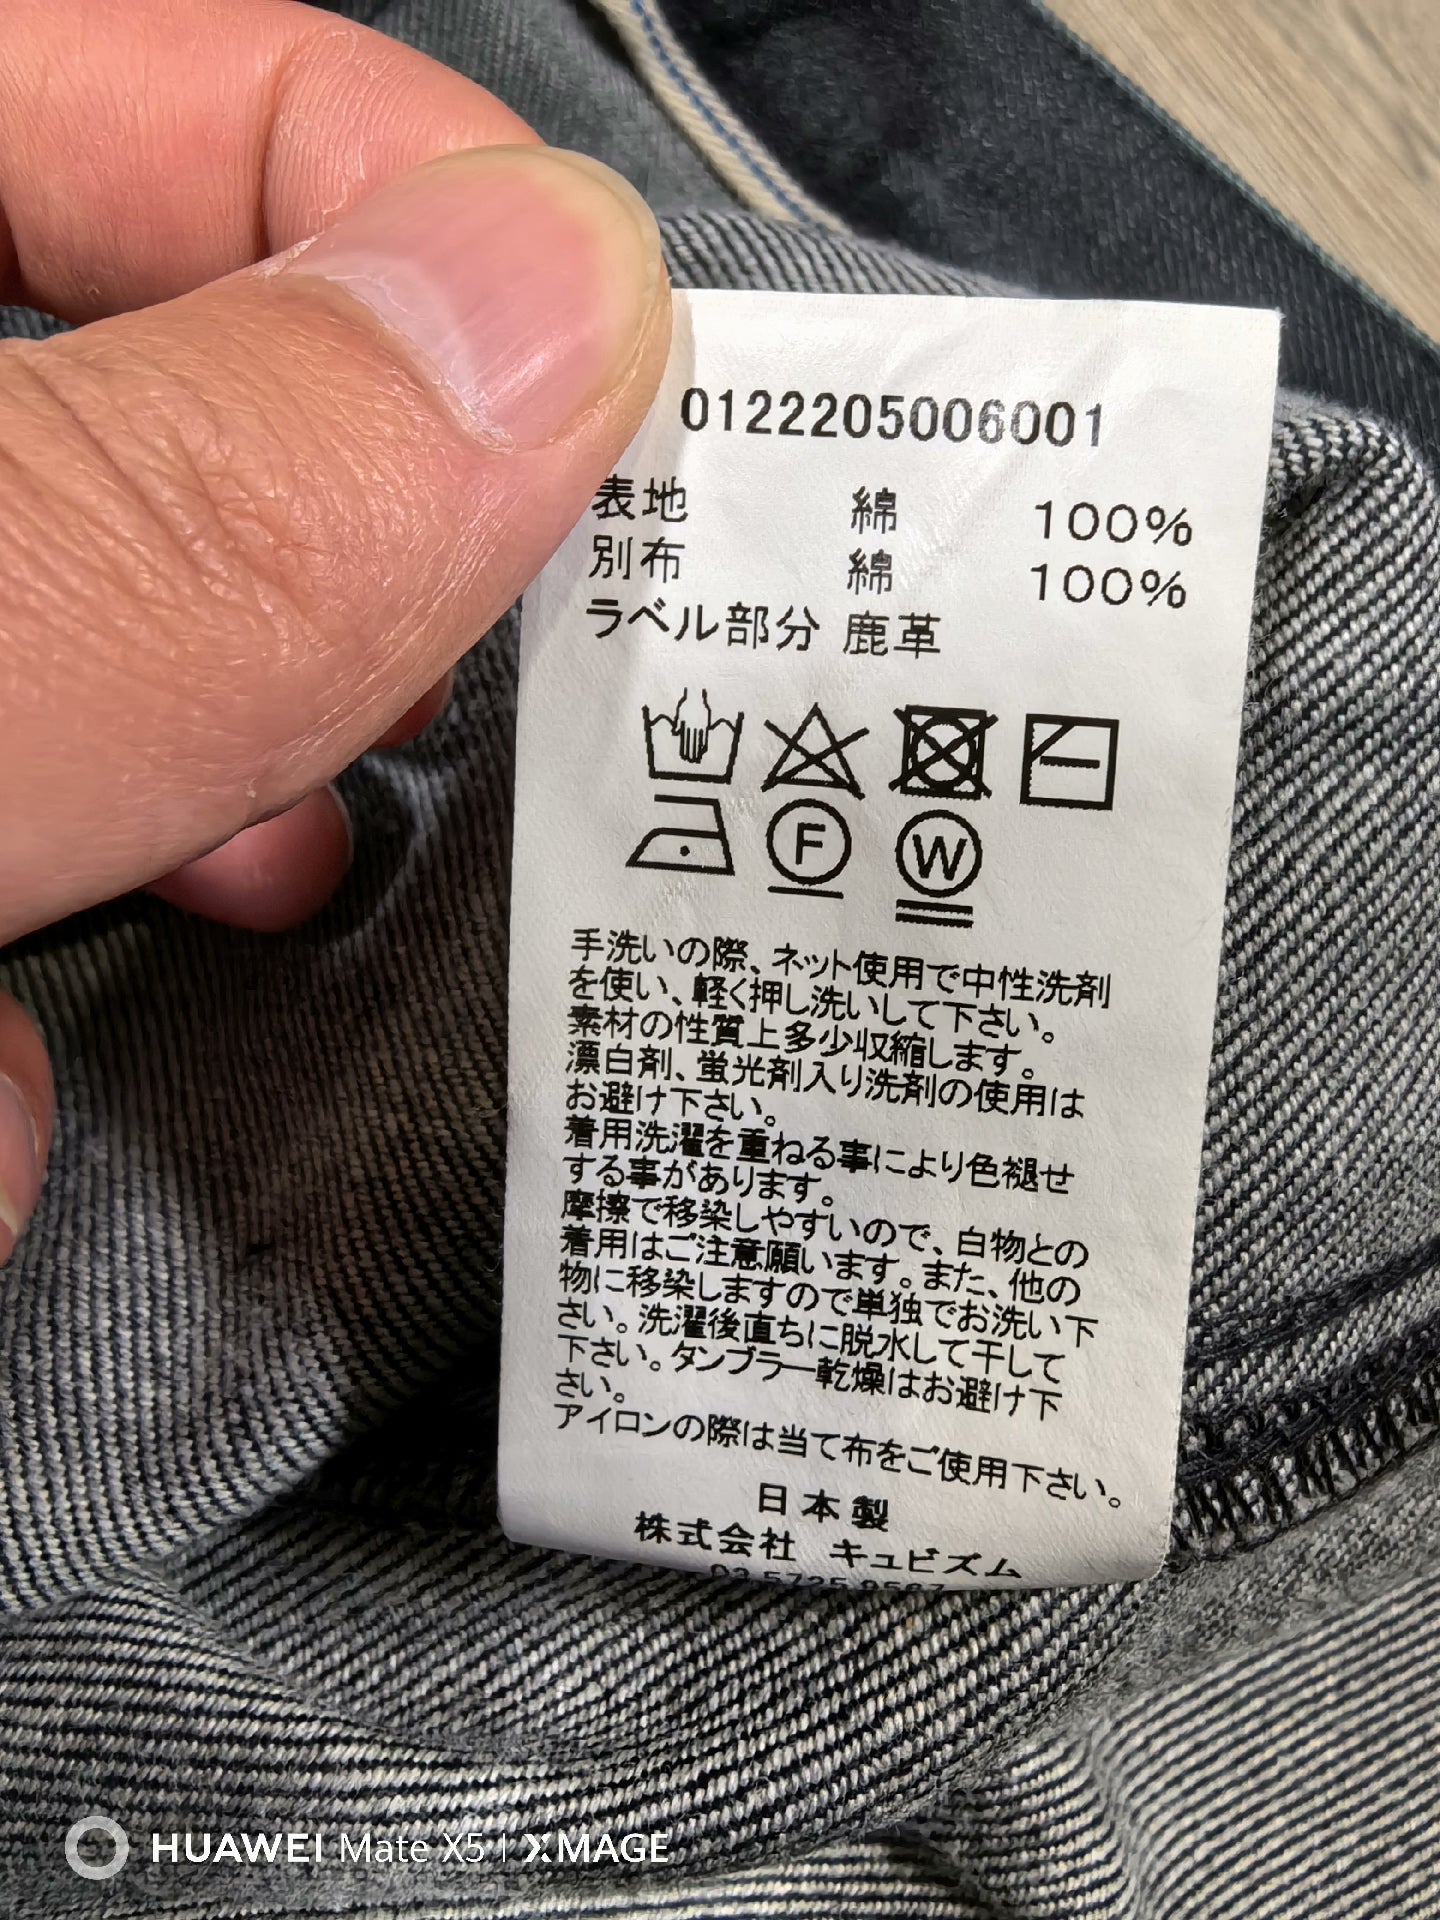 0122205006001
表地 綿 100%
別布 綿 100%
ラベル部分 鹿革
F W
手洗いの際、ネット使用で中性洗剤
を使い、軽く押し洗いして下さい。
素材の性質上多少収縮します。
漂白剤、蛍光剤入り洗剤の使用は
お避け下さい。
着用洗濯を重ねる事により色褪せ
する事があります。
摩擦で移染しやすいので、白物との
着用はご注意願います。また、他の
物に移染しますので単独でお洗い下
さい。洗濯後直ちに脱水して干して
下さい。タンブラー乾燥はお避け下
さい。
アイロンの際は当て布をご使用下さい。
日本製
株式会社 キュビズム
HUAWEI Mate X5 | XMAGE